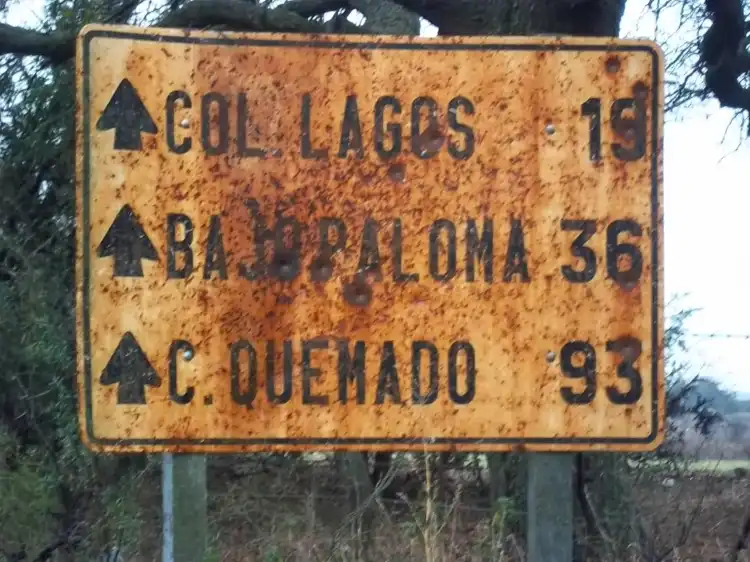 COL. LAGOS 19
BAJO PALOMA 36
C. QUEMADO 93